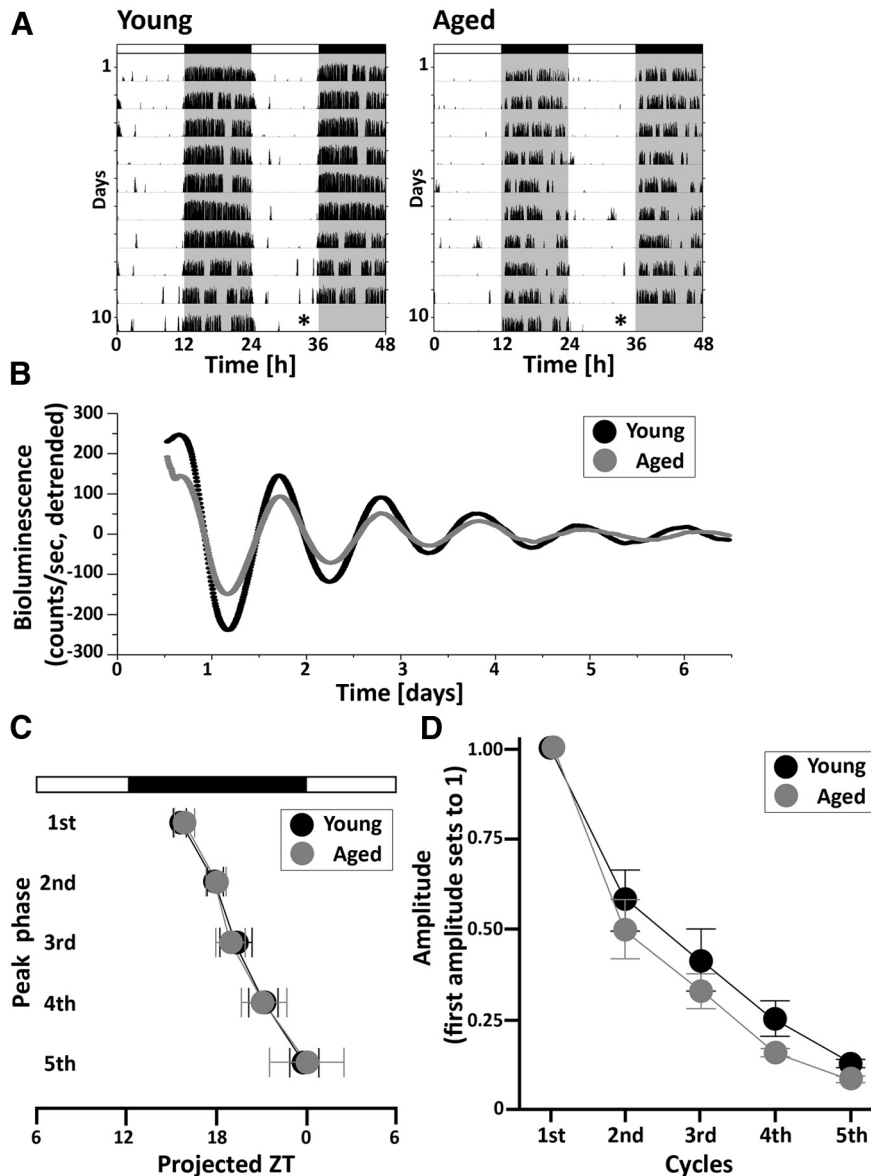 A
Young
Aged
1
Days
10
*
0 12 24 36 48
Time [h]
1
Days
10
*
0 12 24 36 48
Time [h]
B
Bioluminescence
(counts/sec, detrended)
300
200
100
0
-100
-200
-300
Young
Aged
0 1 2 3 4 5 6
Time [days]
C
Peak phase
1st
2nd
3rd
4th
5th
Young
Aged
6 12 18 0 6
Projected ZT
D
Amplitude
(first amplitude sets to 1)
1.00
0.75
0.50
0.25
0
Young
Aged
1st 2nd 3rd 4th 5th
Cycles